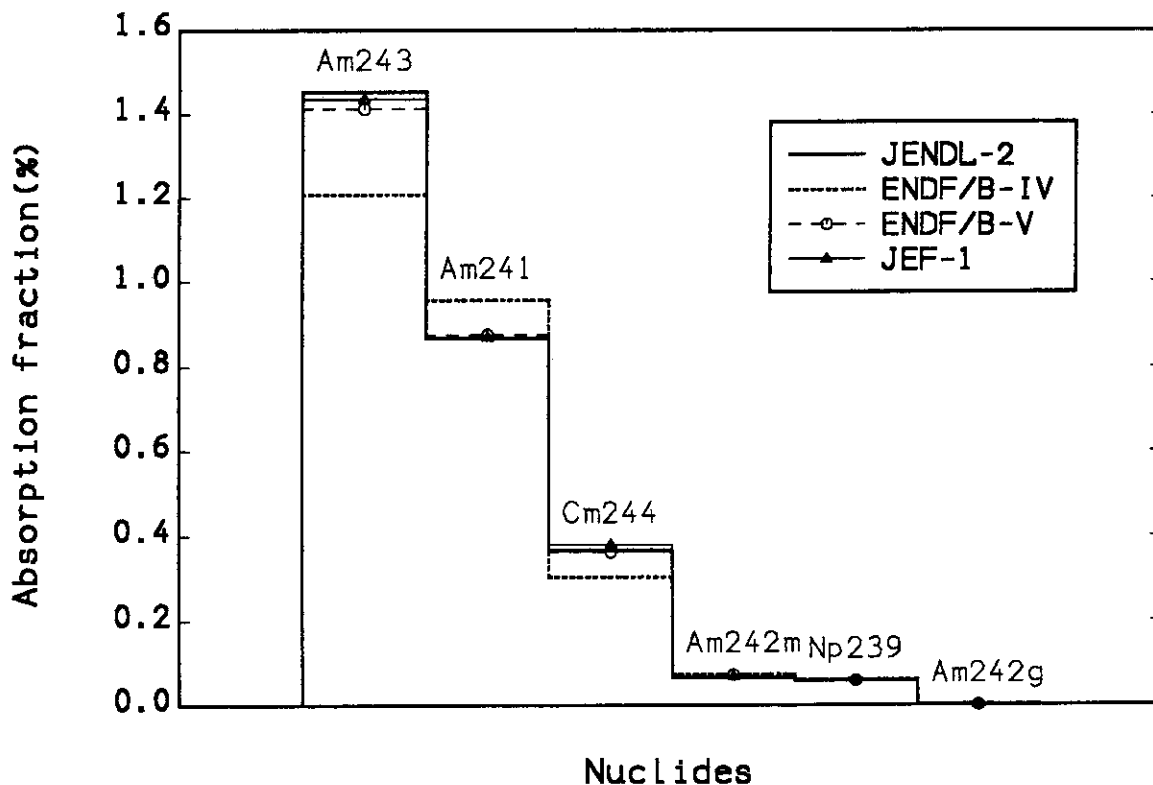 Absorption fraction(%)
1.6
1.4
1.2
1.0
0.8
0.6
0.4
0.2
0.0
Am243
Am241
Cm244
Am242m
Np239
Am242g
JENDL-2
ENDF/B-IV
ENDF/B-V
JEF-1
Nuclides